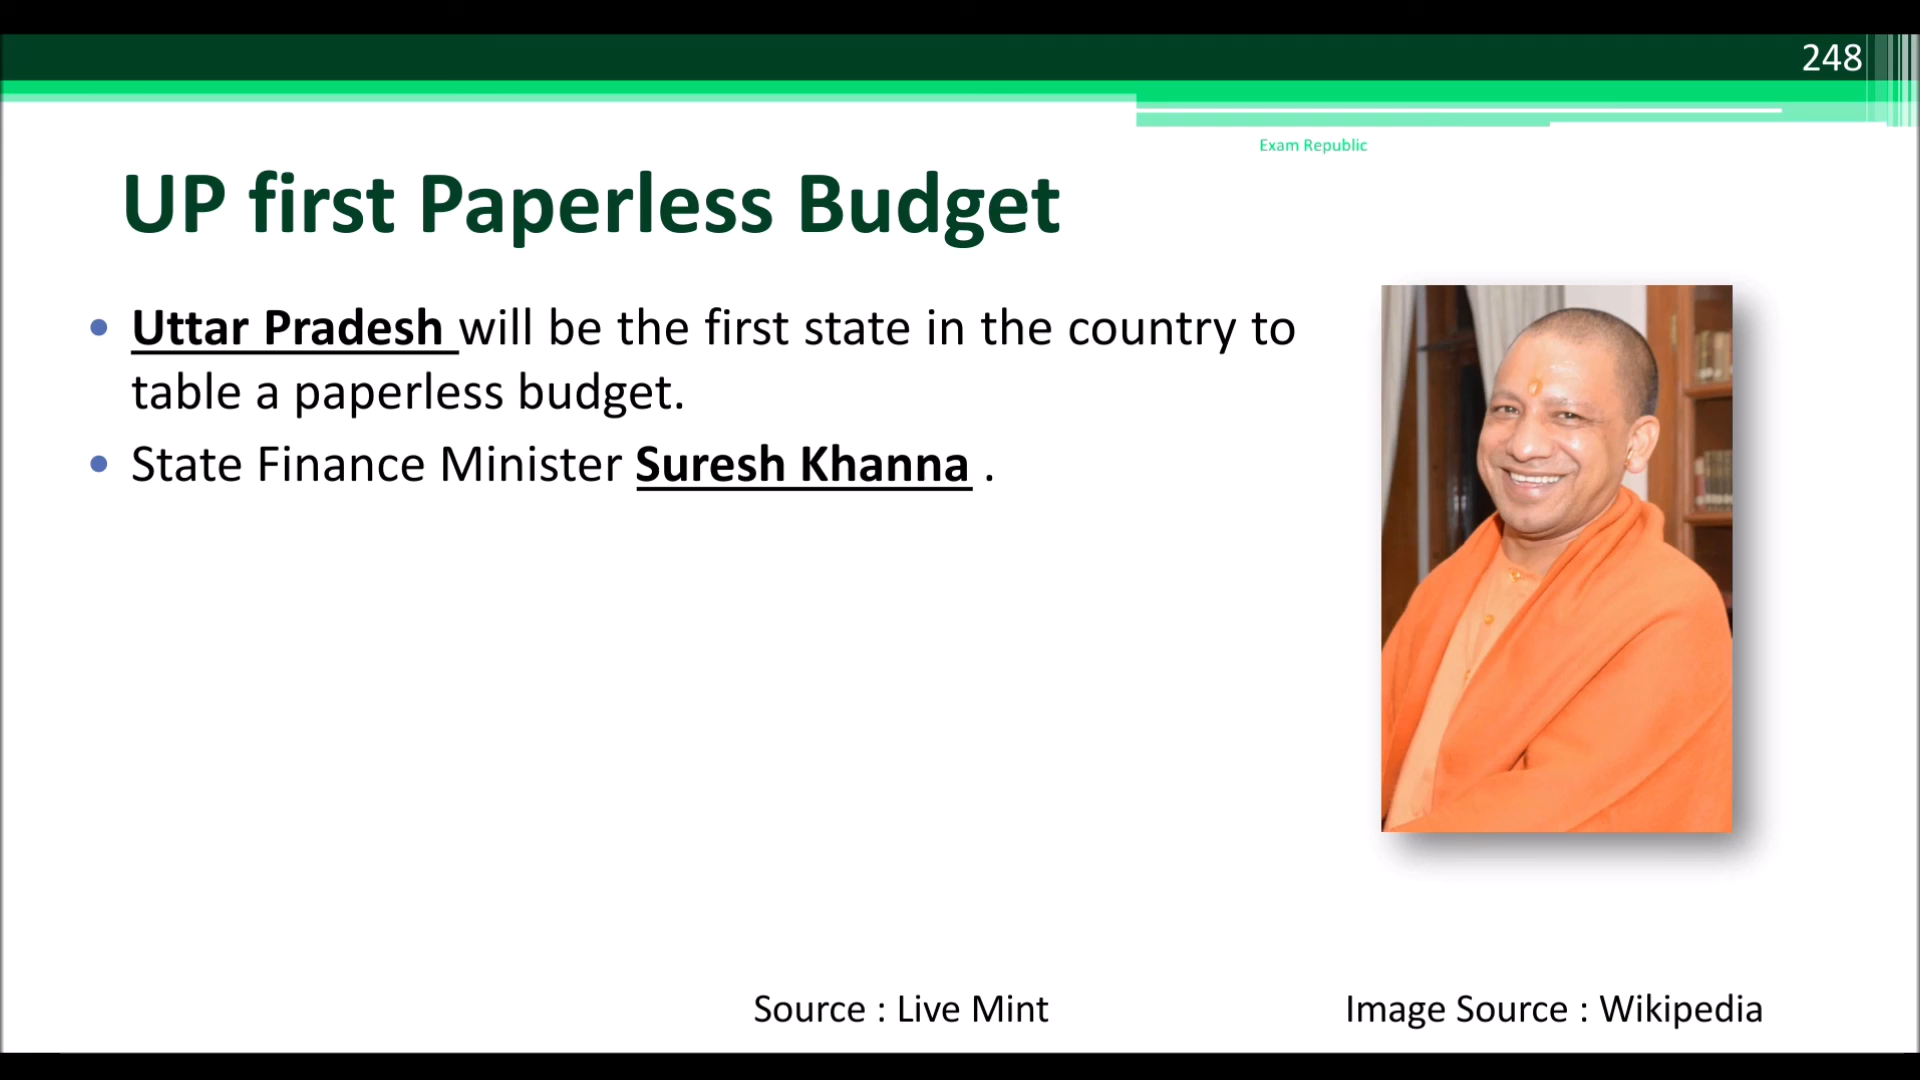 248
Exam Republic
UP first Paperless Budget
• Uttar Pradesh will be the first state in the country to
table a paperless budget.
• State Finance Minister Suresh Khanna .
Source : Live Mint
Image Source : Wikipedia